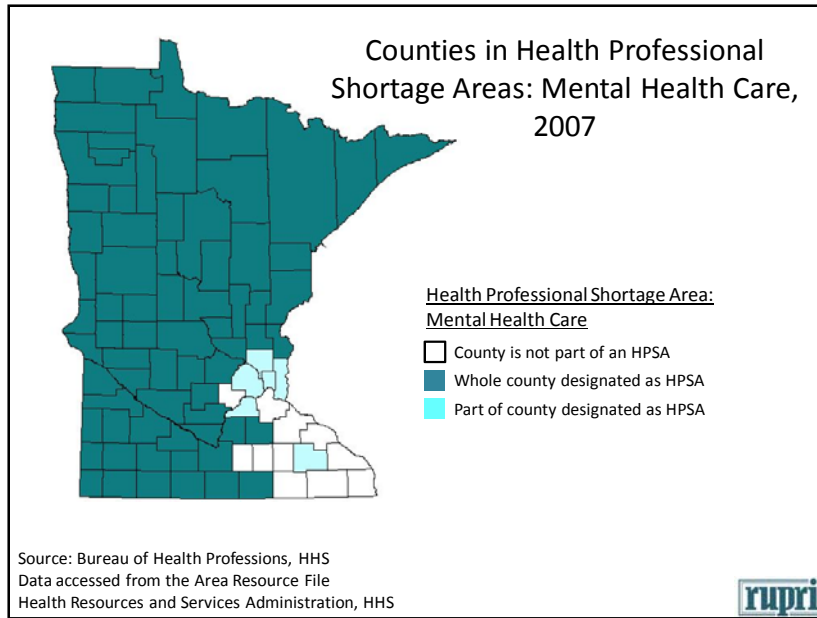 Counties in Health Professional
Shortage Areas: Mental Health Care,
2007
Health Professional Shortage Area:
Mental Health Care
County is not part of an HPSA
Whole county designated as HPSA
Part of county designated as HPSA
Source: Bureau of Health Professions, HHS
Data accessed from the Area Resource File
Health Resources and Services Administration, HHS
rupri